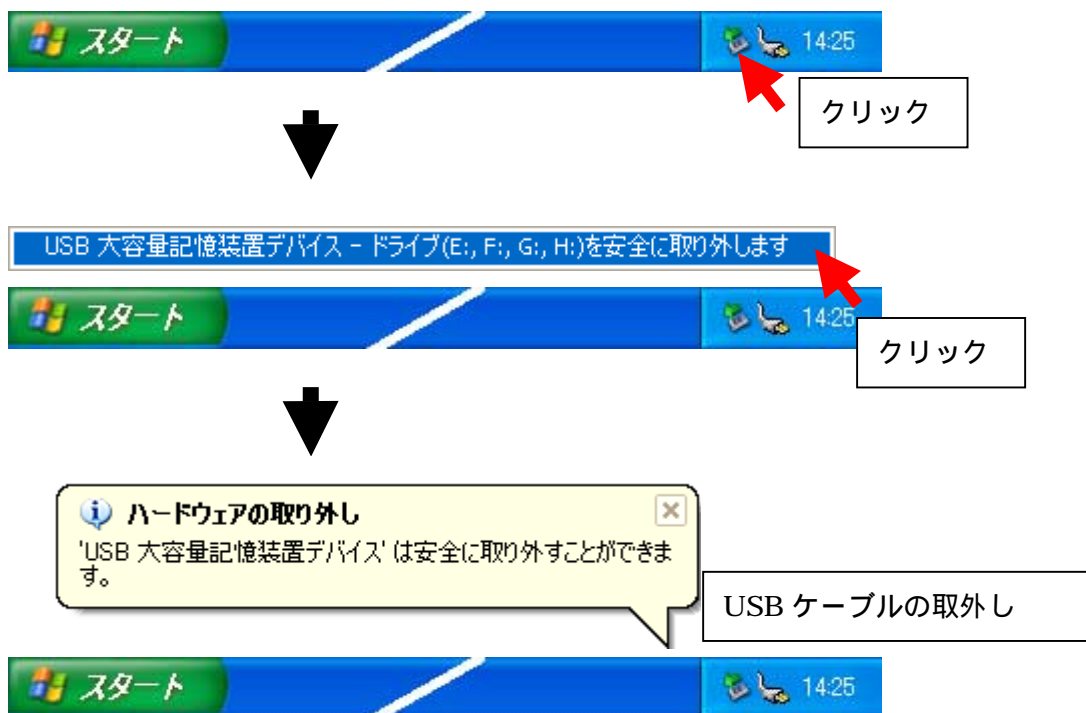 スタート
14:25
クリック
USB 大容量記憶装置デバイス - ドライブ(E:, F:, G:, H:)を安全に取り外します
スタート
14:25
クリック
ハードウェアの取り外し
'USB 大容量記憶装置デバイス' は安全に取り外すことができま
す。
USB ケーブルの取外し
スタート
14:25